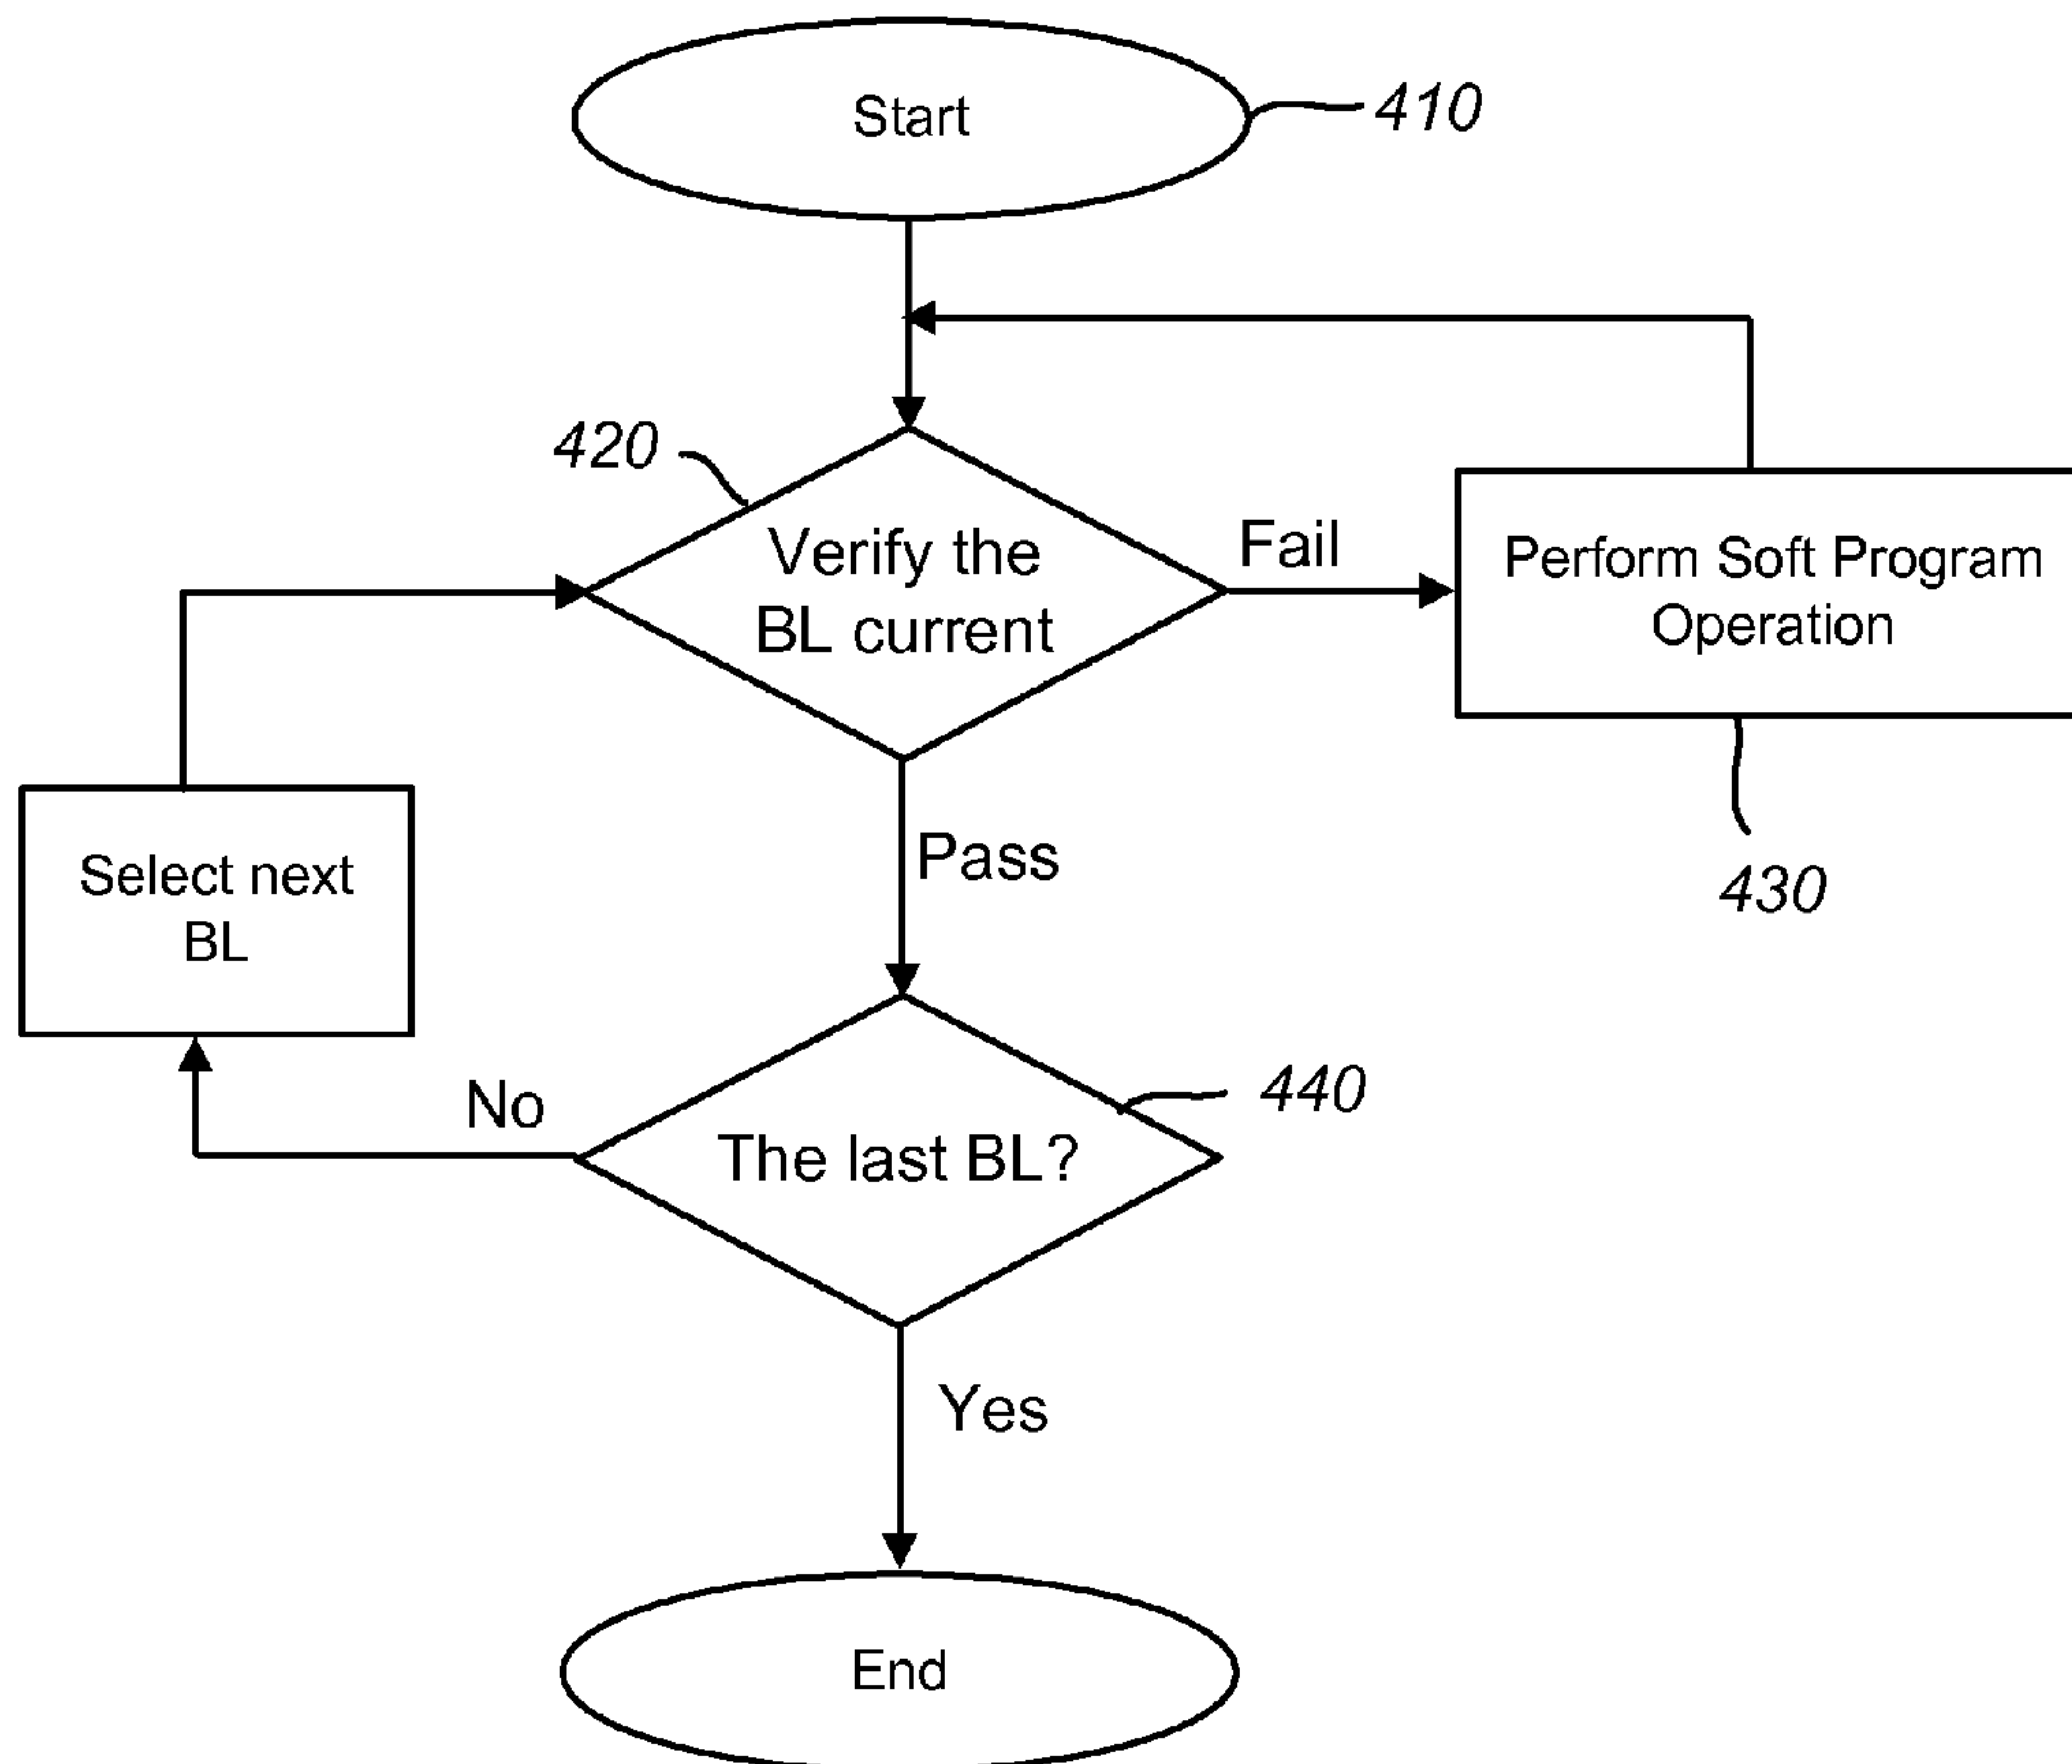 Start
410
420
Verify the
BL current
Fail
Perform Soft Program
Operation
Pass
430
Select next
BL
No
440
The last BL?
Yes
End